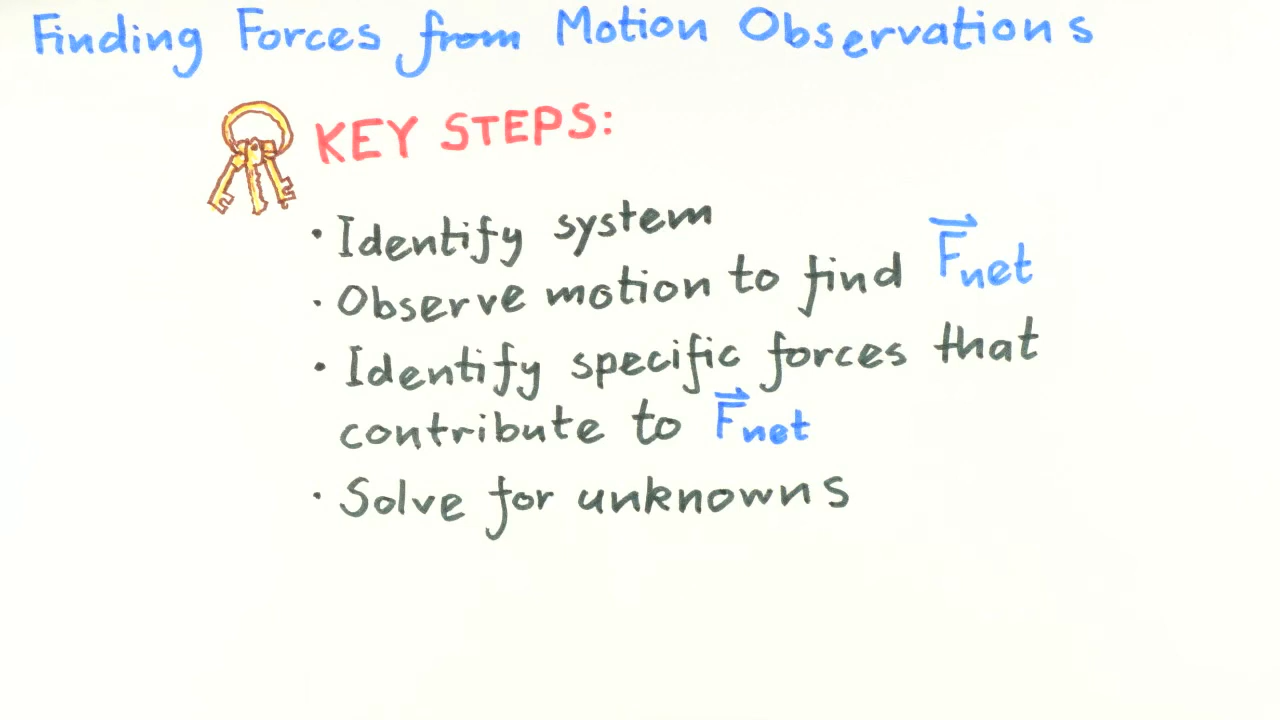 Finding Forces from Motion Observations
KEY STEPS:
• Identify system
• Observe motion to find F⃗net
• Identify specific forces that
contribute to F⃗net
• Solve for unknowns